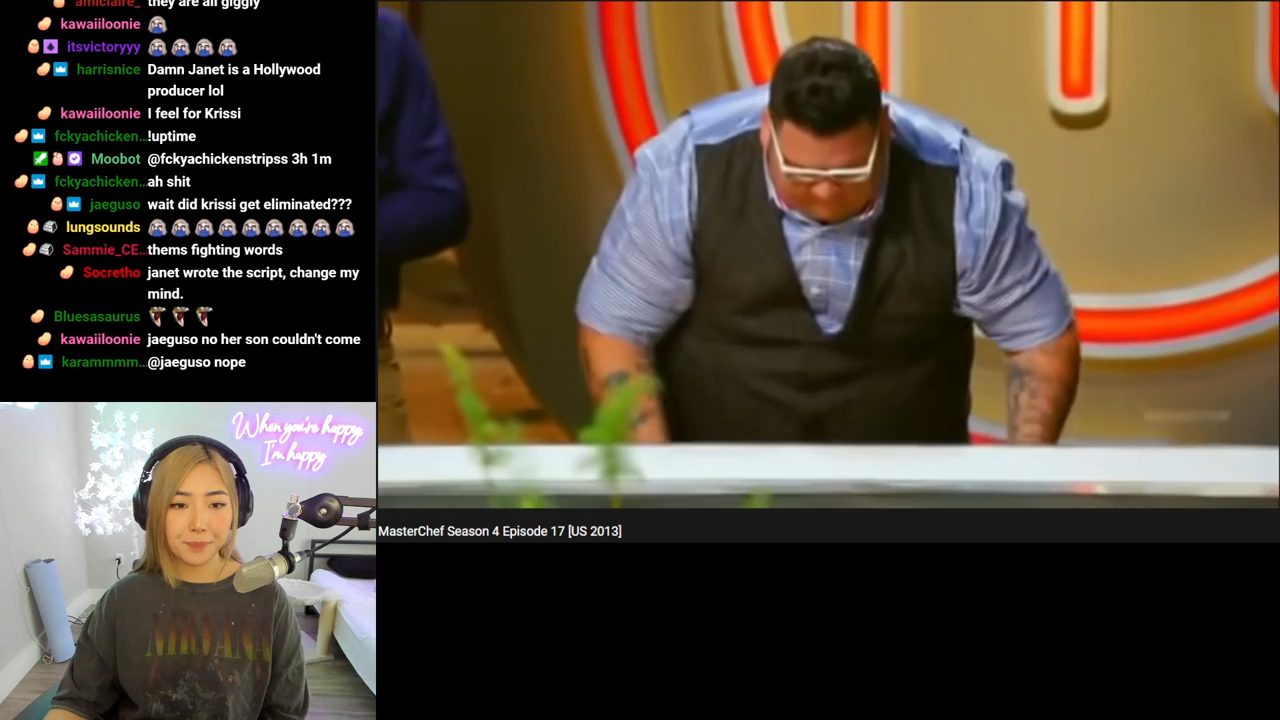 amiclaire_ they are all giggly
kawaiiloonie
itsvictoryyy
harrisnice Damn Janet is a Hollywood
producer lol
kawaiiloonie I feel for Krissi
fckyachicken… !uptime
Moobot @fckyachickenstripss 3h 1m
fckyachicken… ah shit
jaeguso wait did krissi get eliminated???
lungsounds
Sammie_CE… thems fighting words
Socretho janet wrote the script, change my
mind.
Bluesasaurus
kawaiiloonie jaeguso no her son couldn't come
karammmm… @jaeguso nope
When you're happy
I'm happy
NIRVANA
MasterChef Season 4 Episode 17 [US 2013]